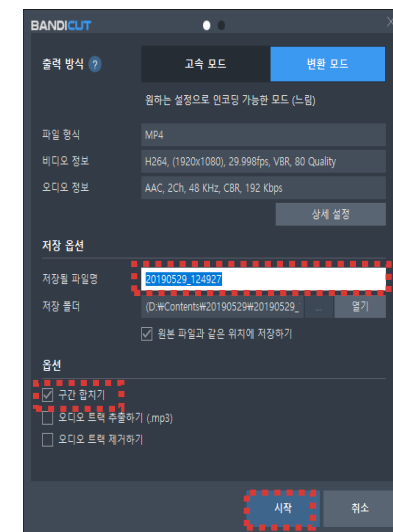 BANDICUT
출력 방식 ? 고속 모드 변환 모드
원하는 설정으로 인코딩 가능한 모드 (느림)
파일 형식 MP4
비디오 정보 H264, (1920x1080), 29.998fps, VBR, 80 Quality
오디오 정보 AAC, 2Ch, 48 KHz, CBR, 192 Kbps
상세 설정
저장 옵션
저장될 파일명 20190529_124927
저장 폴더 (D:₩Contents₩20190529₩20190529_ ... 열기
원본 파일과 같은 위치에 저장하기
옵션
구간 합치기
오디오 트랙 추출하기 (.mp3)
오디오 트랙 제거하기
시작 취소